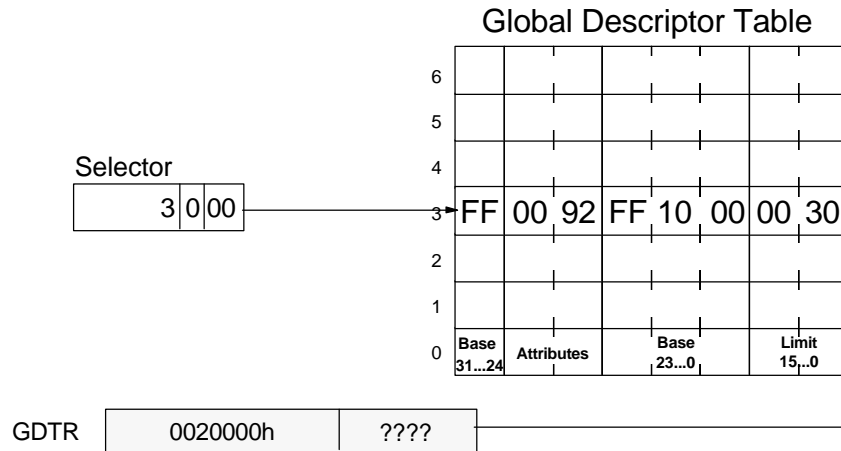 Global Descriptor Table
6
5
4
Selector
3 0 00
3 FF 00 92 FF 10 00 00 30
2
1
0
Base 31...24
Attributes
Base 23...0
Limit 15...0
GDTR 0020000h ????